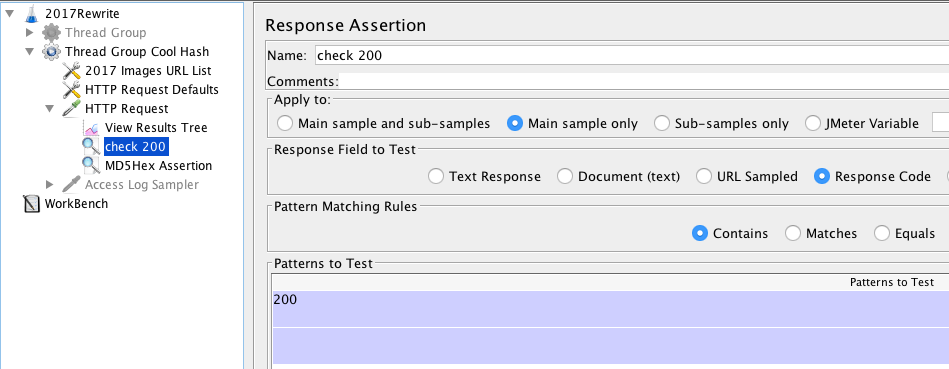 2017Rewrite
Thread Group
Thread Group Cool Hash
2017 Images URL List
HTTP Request Defaults
HTTP Request
View Results Tree
check 200
MD5Hex Assertion
Access Log Sampler
WorkBench
Response Assertion
Name: check 200
Comments:
Apply to:
Main sample and sub-samples Main sample only Sub-samples only JMeter Variable
Response Field to Test
Text Response Document (text) URL Sampled Response Code
Pattern Matching Rules
Contains Matches Equals
Patterns to Test
Patterns to Test
200